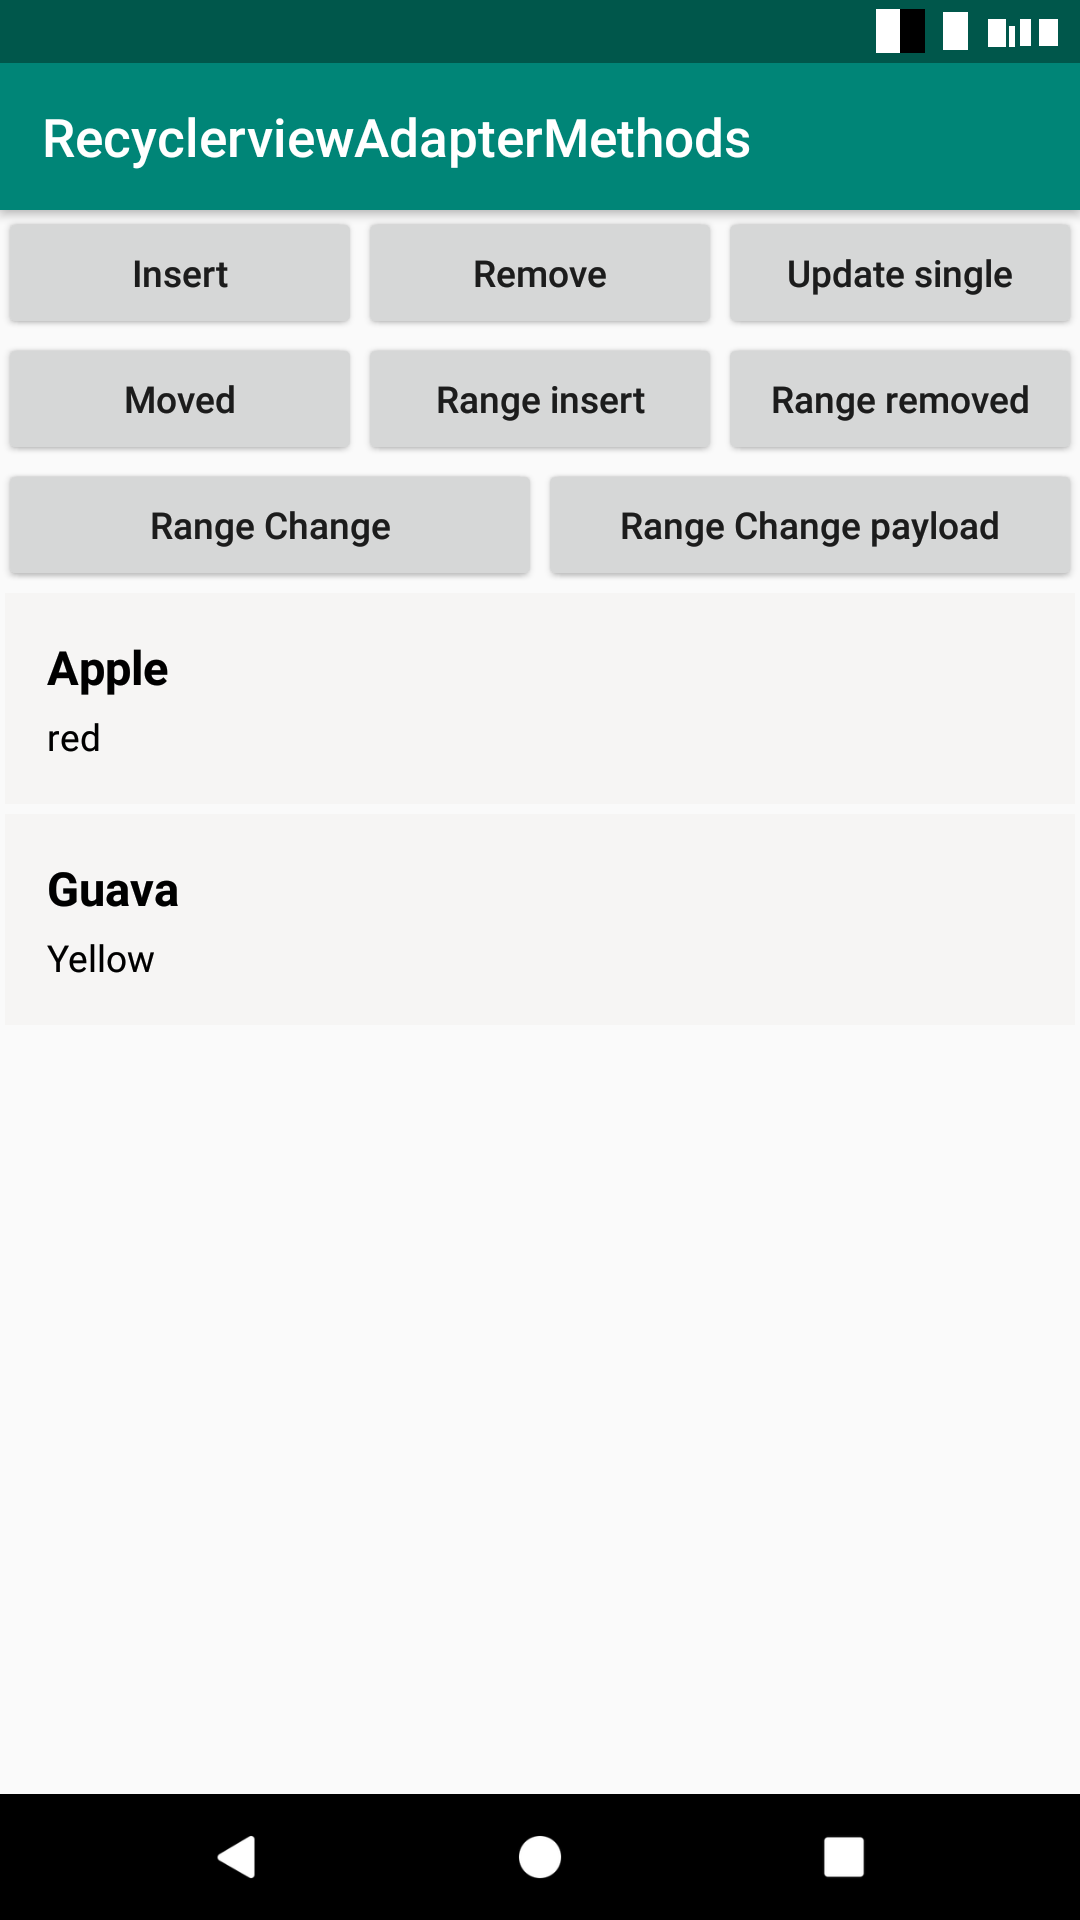 RecyclerviewAdapterMethods
Insert Remove Update single
Moved Range insert Range removed
Range Change Range Change payload
Apple
red
Guava
Yellow